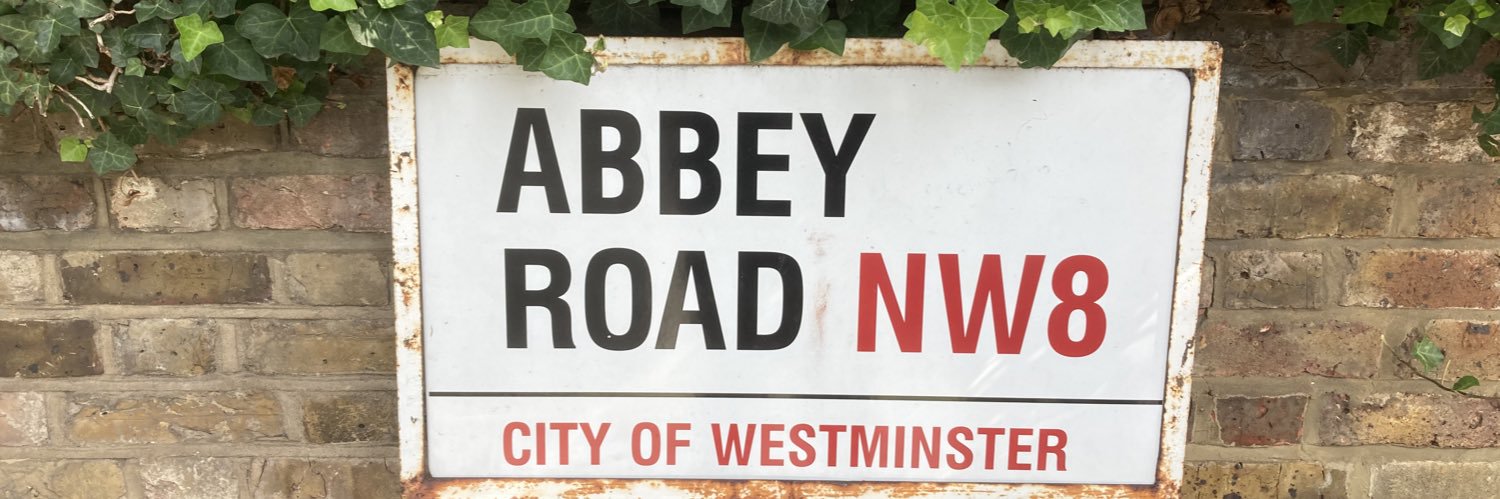 ABBEY
ROAD NW8
CITY OF WESTMINSTER